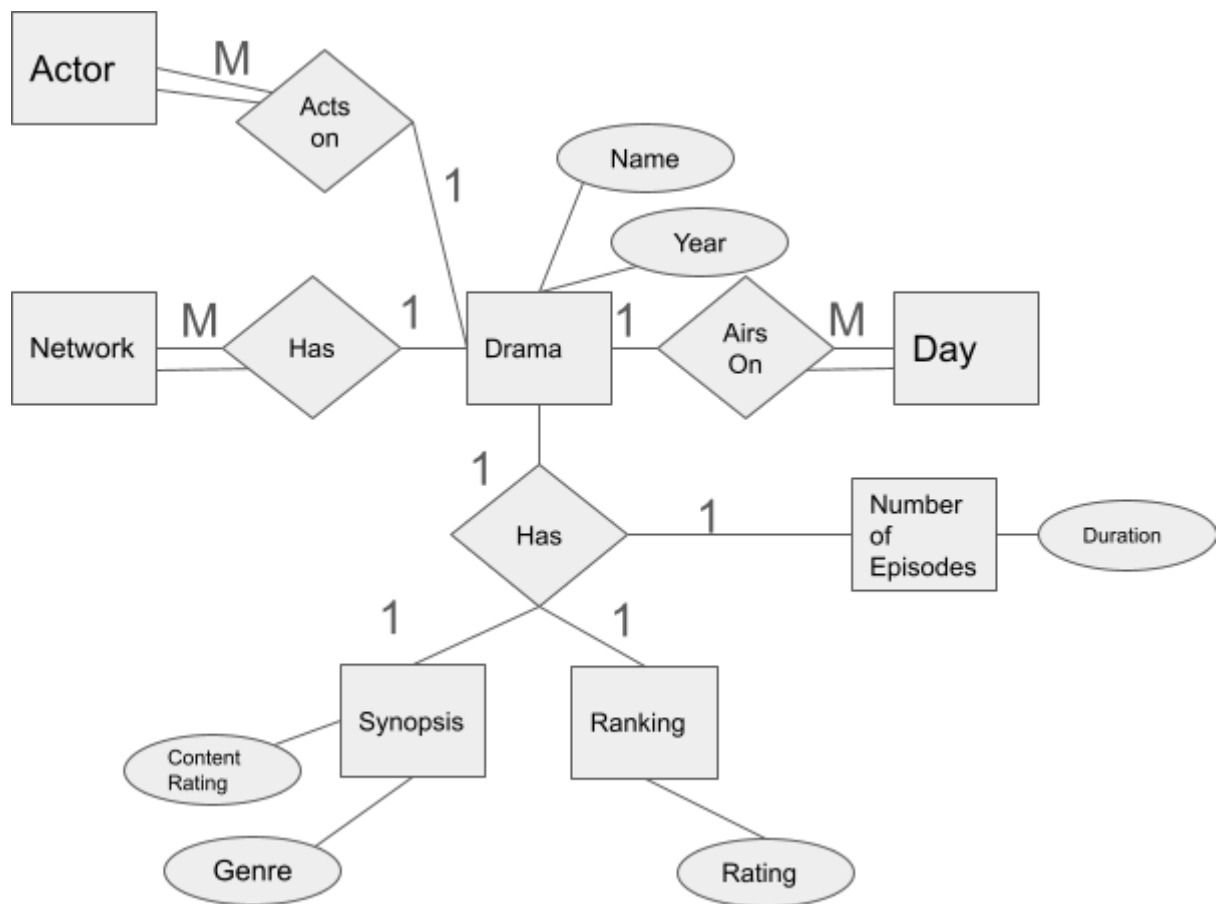 Actor
M
Acts
on
1
Name
Year
Network
M
Has
1
Drama
1
Airs
On
M
Day
1
Has
1
Number
of
Episodes
Duration
1
1
Synopsis
Ranking
Content
Rating
Genre
Rating